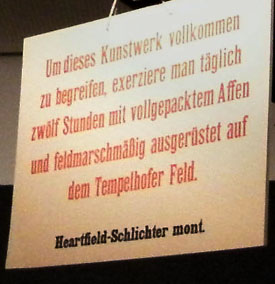 Um dieses Kunstwerk vollkommen
zu begreifen, exerziere man täglich
zwölf Stunden mit vollgepacktem Affen
und feldmarschmäßig ausgerüstet auf
dem Tempelhofer Feld.
Heartfield-Schlichter mont.